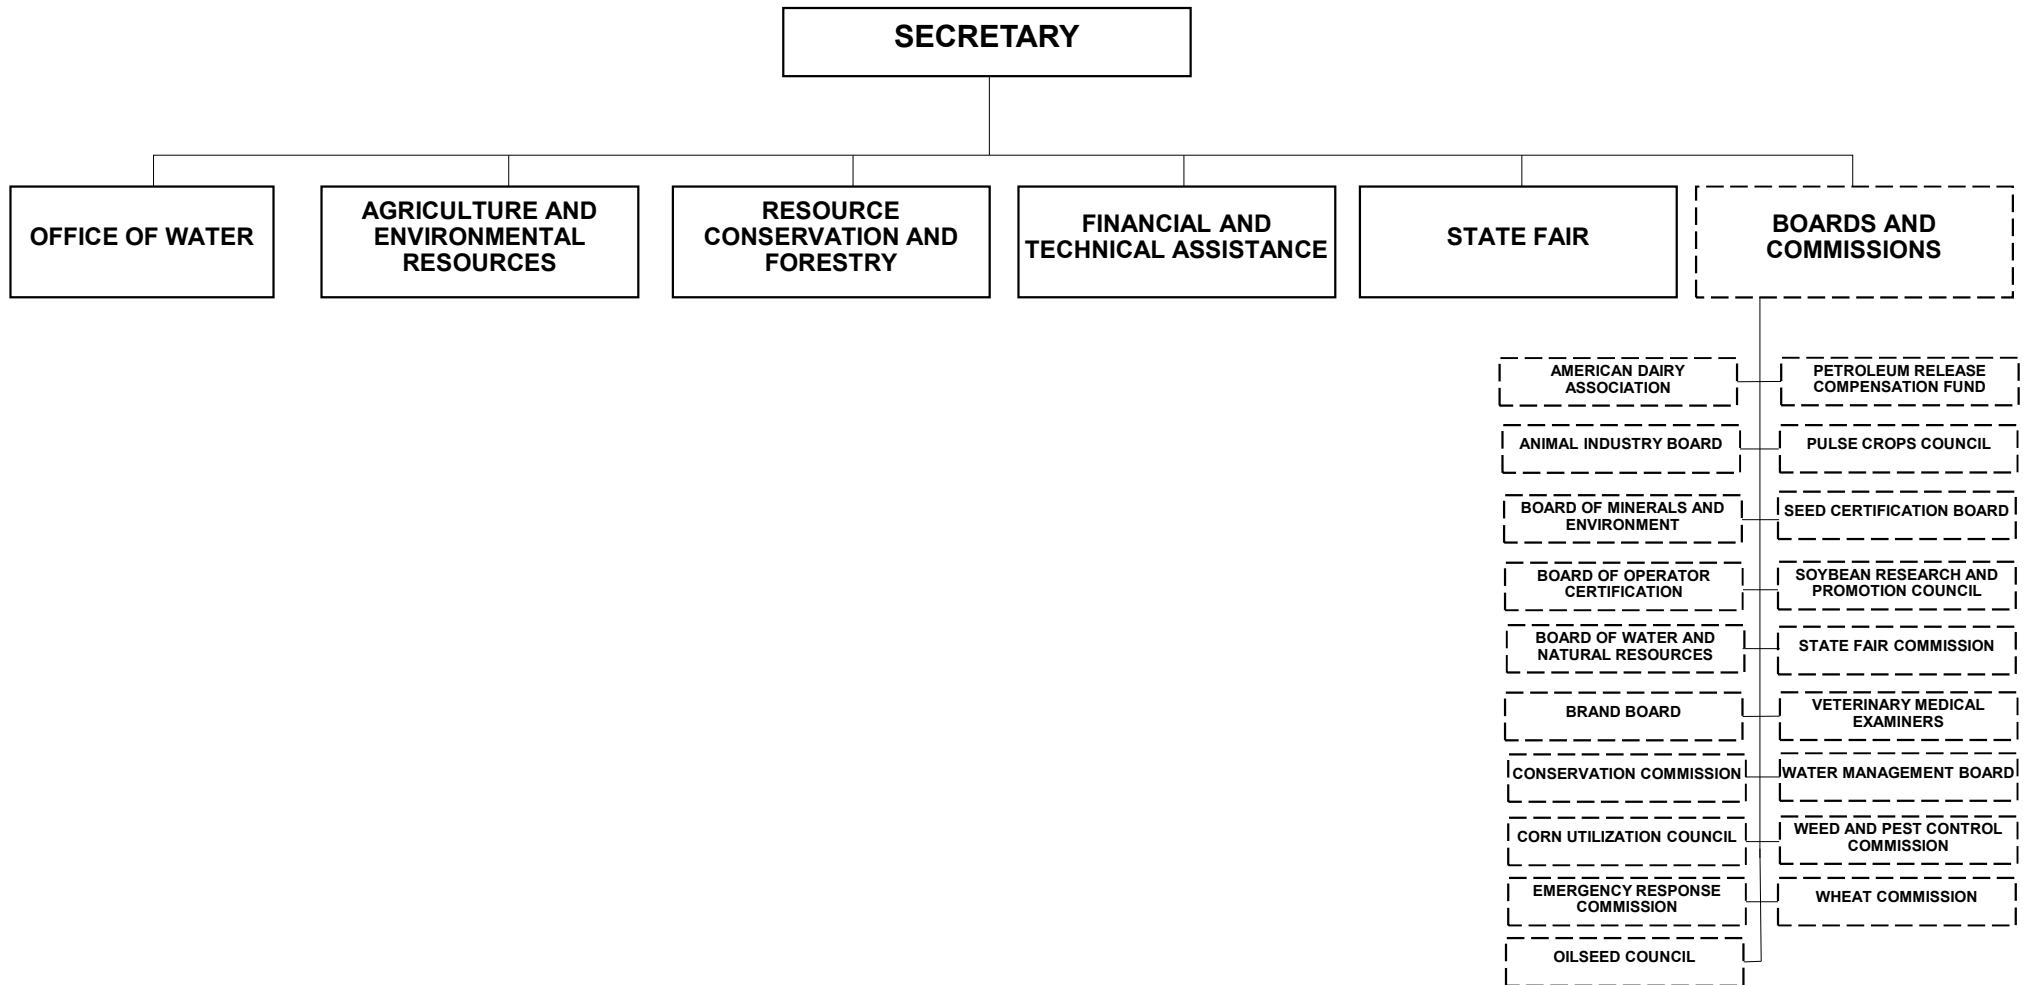 SECRETARY
OFFICE OF WATER
AGRICULTURE AND
ENVIRONMENTAL
RESOURCES
RESOURCE
CONSERVATION AND
FORESTRY
FINANCIAL AND
TECHNICAL ASSISTANCE
STATE FAIR
BOARDS AND
COMMISSIONS
AMERICAN DAIRY
ASSOCIATION
PETROLEUM RELEASE
COMPENSATION FUND
ANIMAL INDUSTRY BOARD
PULSE CROPS COUNCIL
BOARD OF MINERALS AND
ENVIRONMENT
SEED CERTIFICATION BOARD
BOARD OF OPERATOR
CERTIFICATION
SOYBEAN RESEARCH AND
PROMOTION COUNCIL
BOARD OF WATER AND
NATURAL RESOURCES
STATE FAIR COMMISSION
BRAND BOARD
VETERINARY MEDICAL
EXAMINERS
CONSERVATION COMMISSION
WATER MANAGEMENT BOARD
CORN UTILIZATION COUNCIL
WEED AND PEST CONTROL
COMMISSION
EMERGENCY RESPONSE
COMMISSION
WHEAT COMMISSION
OILSEED COUNCIL